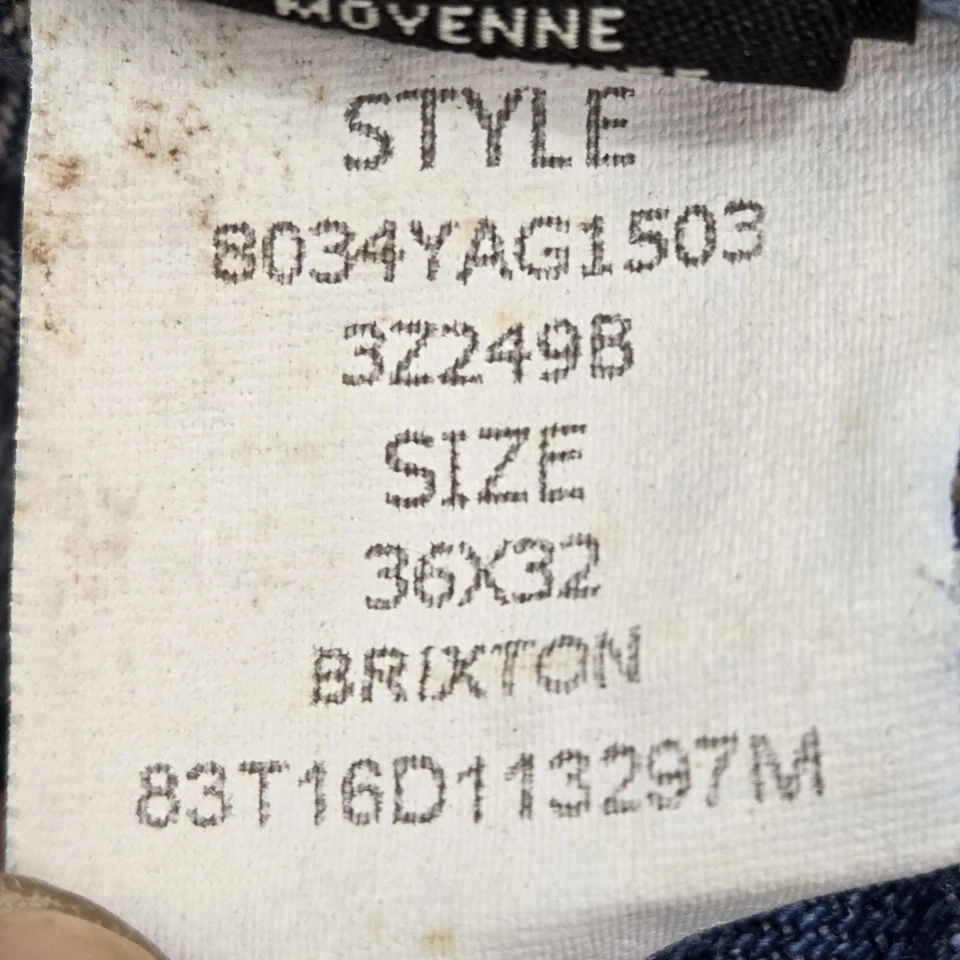 MOYENNE
STYLE
8034YAG1503
3Z249B
SIZE
36X32
BRIXTON
83T16D113297M